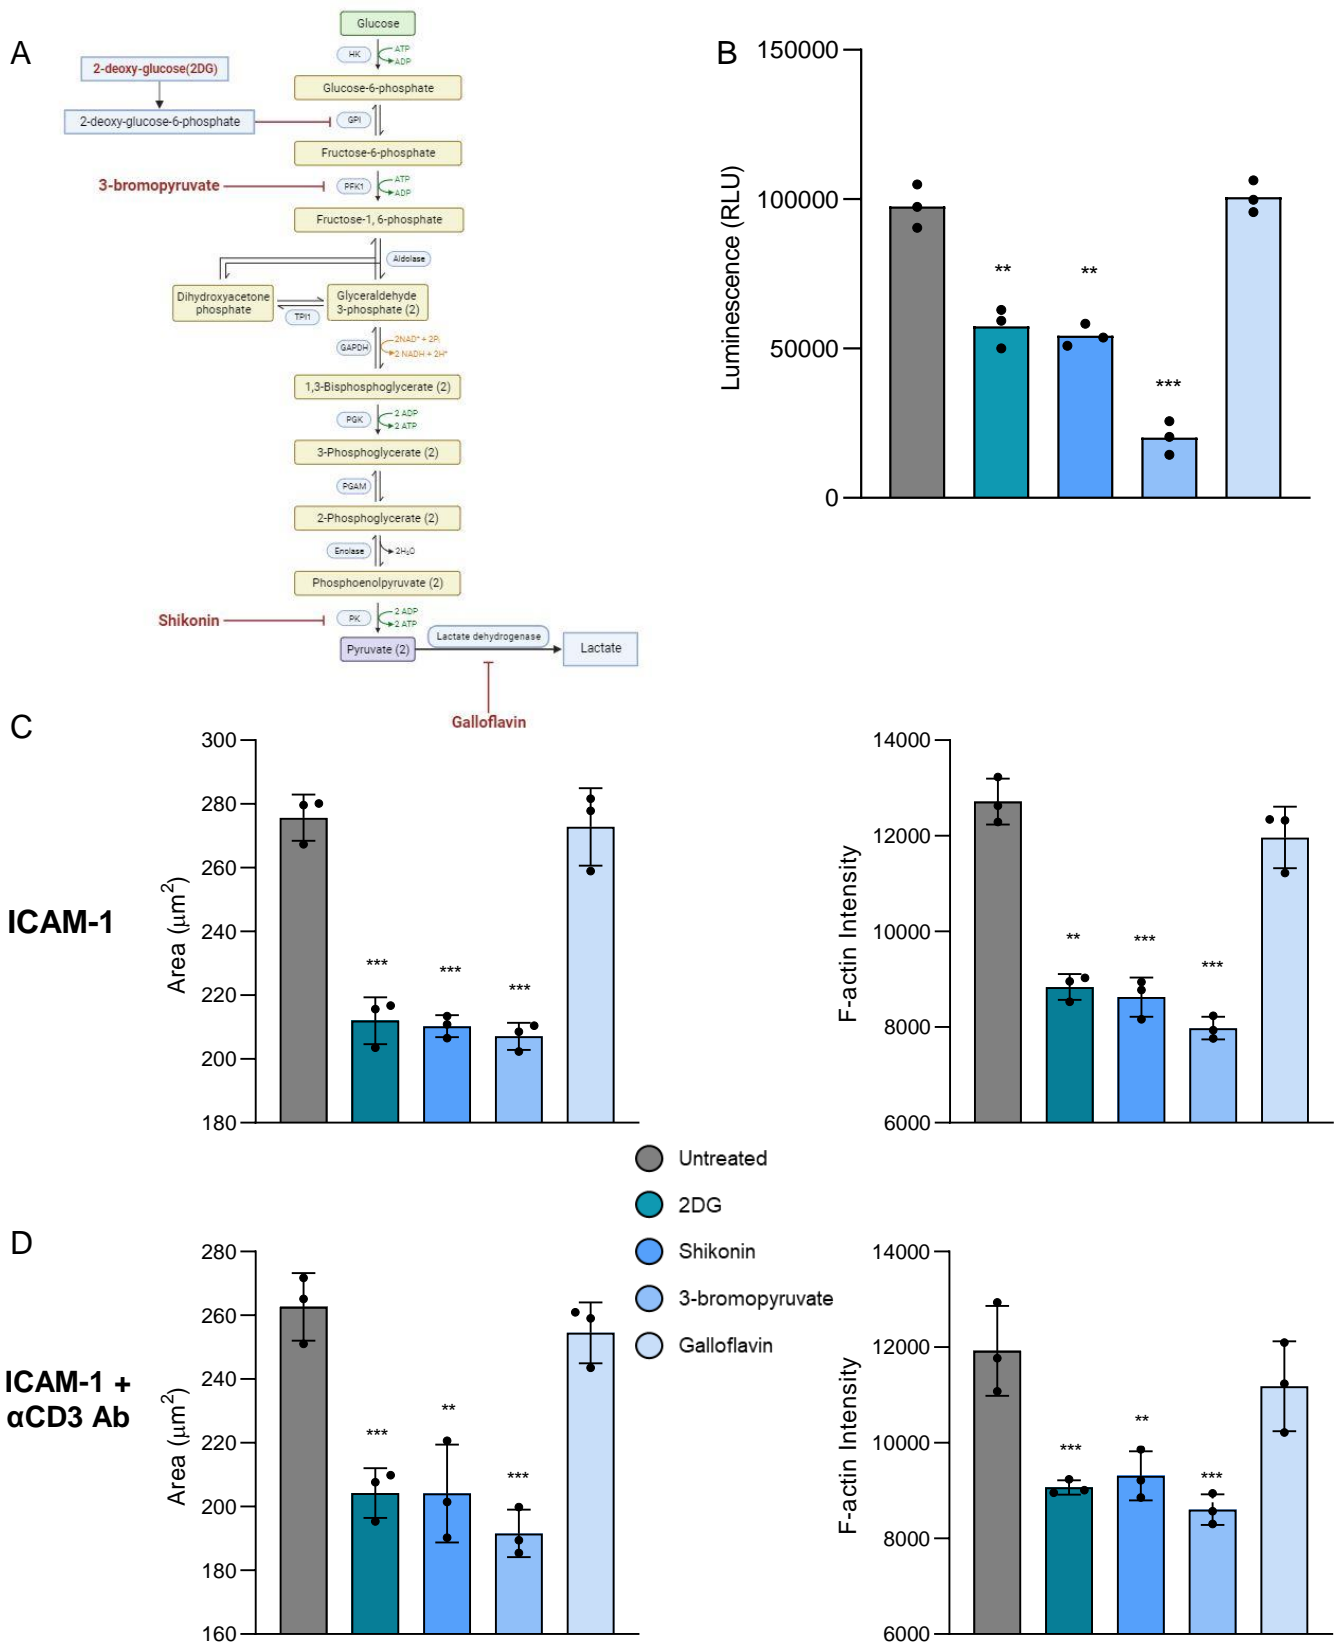 A
Glucose
HK
ATP
ADP
2-deoxy-glucose(2DG)
Glucose-6-phosphate
2-deoxy-glucose-6-phosphate
GPI
Fructose-6-phosphate
3-bromopyruvate
PFK1
ATP
ADP
Fructose-1, 6-phosphate
Aldolase
Dihydroxyacetone
phosphate
TPI1
Glyceraldehyde
3-phosphate (2)
GAPDH
2NAD⁺ + 2Pᵢ
2 NADH + 2H⁺
1,3-Bisphosphoglycerate (2)
PGK
2 ADP
2 ATP
3-Phosphoglycerate (2)
PGAM
2-Phosphoglycerate (2)
Enolase
2H₂O
Phosphoenolpyruvate (2)
Shikonin
PK
2 ADP
2 ATP
Pyruvate (2)
Lactate dehydrogenase
Lactate
Galloflavin
B
Luminescence (RLU)
150000
100000
50000
0
**
**
***
C
ICAM-1
Area (μm²)
300
280
260
240
220
200
180
***
***
***
F-actin Intensity
14000
12000
10000
8000
6000
**
***
***
Untreated
2DG
Shikonin
3-bromopyruvate
Galloflavin
D
ICAM-1 +
αCD3 Ab
Area (μm²)
280
260
240
220
200
180
160
***
**
***
F-actin Intensity
14000
12000
10000
8000
6000
***
**
***